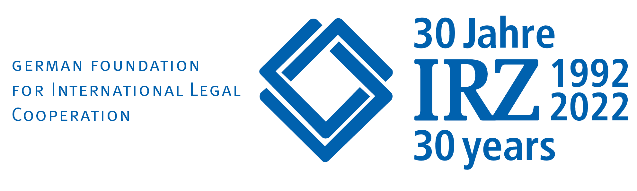 GERMAN FOUNDATION
FOR INTERNATIONAL LEGAL
COOPERATION
30 Jahre
IRZ 1992
2022
30 years